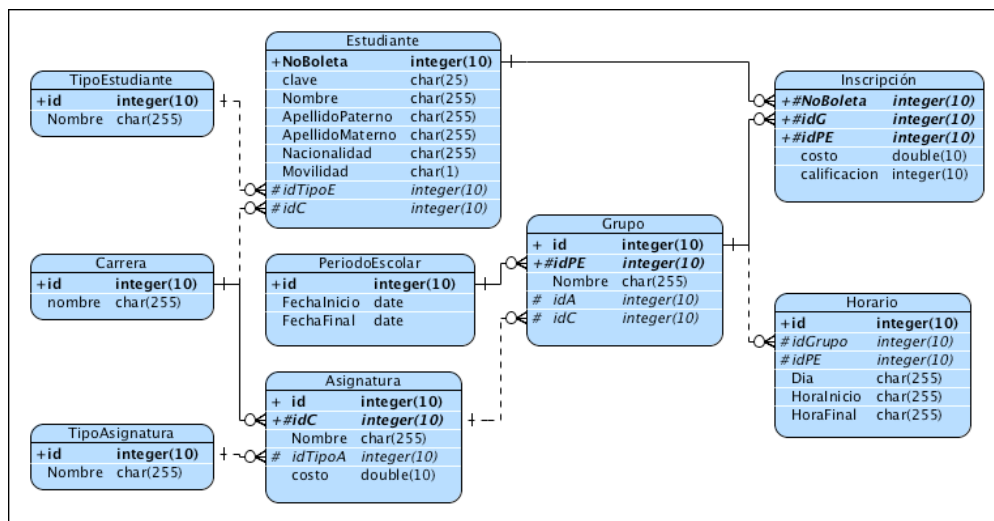 Estudiante
+NoBoleta integer(10)
clave char(25)
Nombre char(255)
ApellidoPaterno char(255)
ApellidoMaterno char(255)
Nacionalidad char(255)
Movilidad char(1)
#idTipoE integer(10)
#idC integer(10)
TipoEstudiante
+id integer(10)
Nombre char(255)
Inscripción
+#NoBoleta integer(10)
+#idG integer(10)
+#idPE integer(10)
costo double(10)
calificacion integer(10)
Grupo
+ id integer(10)
+#idPE integer(10)
Nombre char(255)
# idA integer(10)
# idC integer(10)
Carrera
+id integer(10)
nombre char(255)
PeriodoEscolar
+id integer(10)
FechaInicio date
FechaFinal date
Horario
+id integer(10)
#idGrupo integer(10)
#idPE integer(10)
Dia char(255)
HoraInicio char(255)
HoraFinal char(255)
Asignatura
+ id integer(10)
+#idC integer(10)
Nombre char(255)
# idTipoA integer(10)
costo double(10)
TipoAsignatura
+id integer(10)
Nombre char(255)